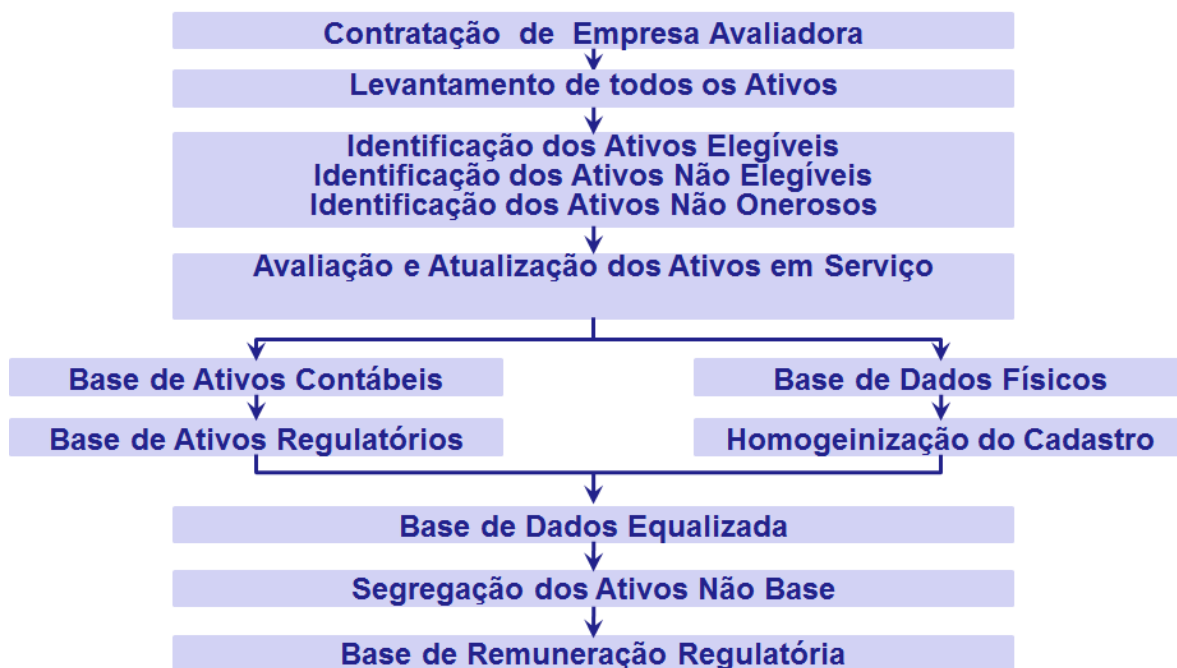 Contratação de Empresa Avaliadora
Levantamento de todos os Ativos
Identificação dos Ativos Elegíveis
Identificação dos Ativos Não Elegíveis
Identificação dos Ativos Não Onerosos
Avaliação e Atualização dos Ativos em Serviço
Base de Ativos Contábeis
Base de Dados Físicos
Base de Ativos Regulatórios
Homogeinização do Cadastro
Base de Dados Equalizada
Segregação dos Ativos Não Base
Base de Remuneração Regulatória